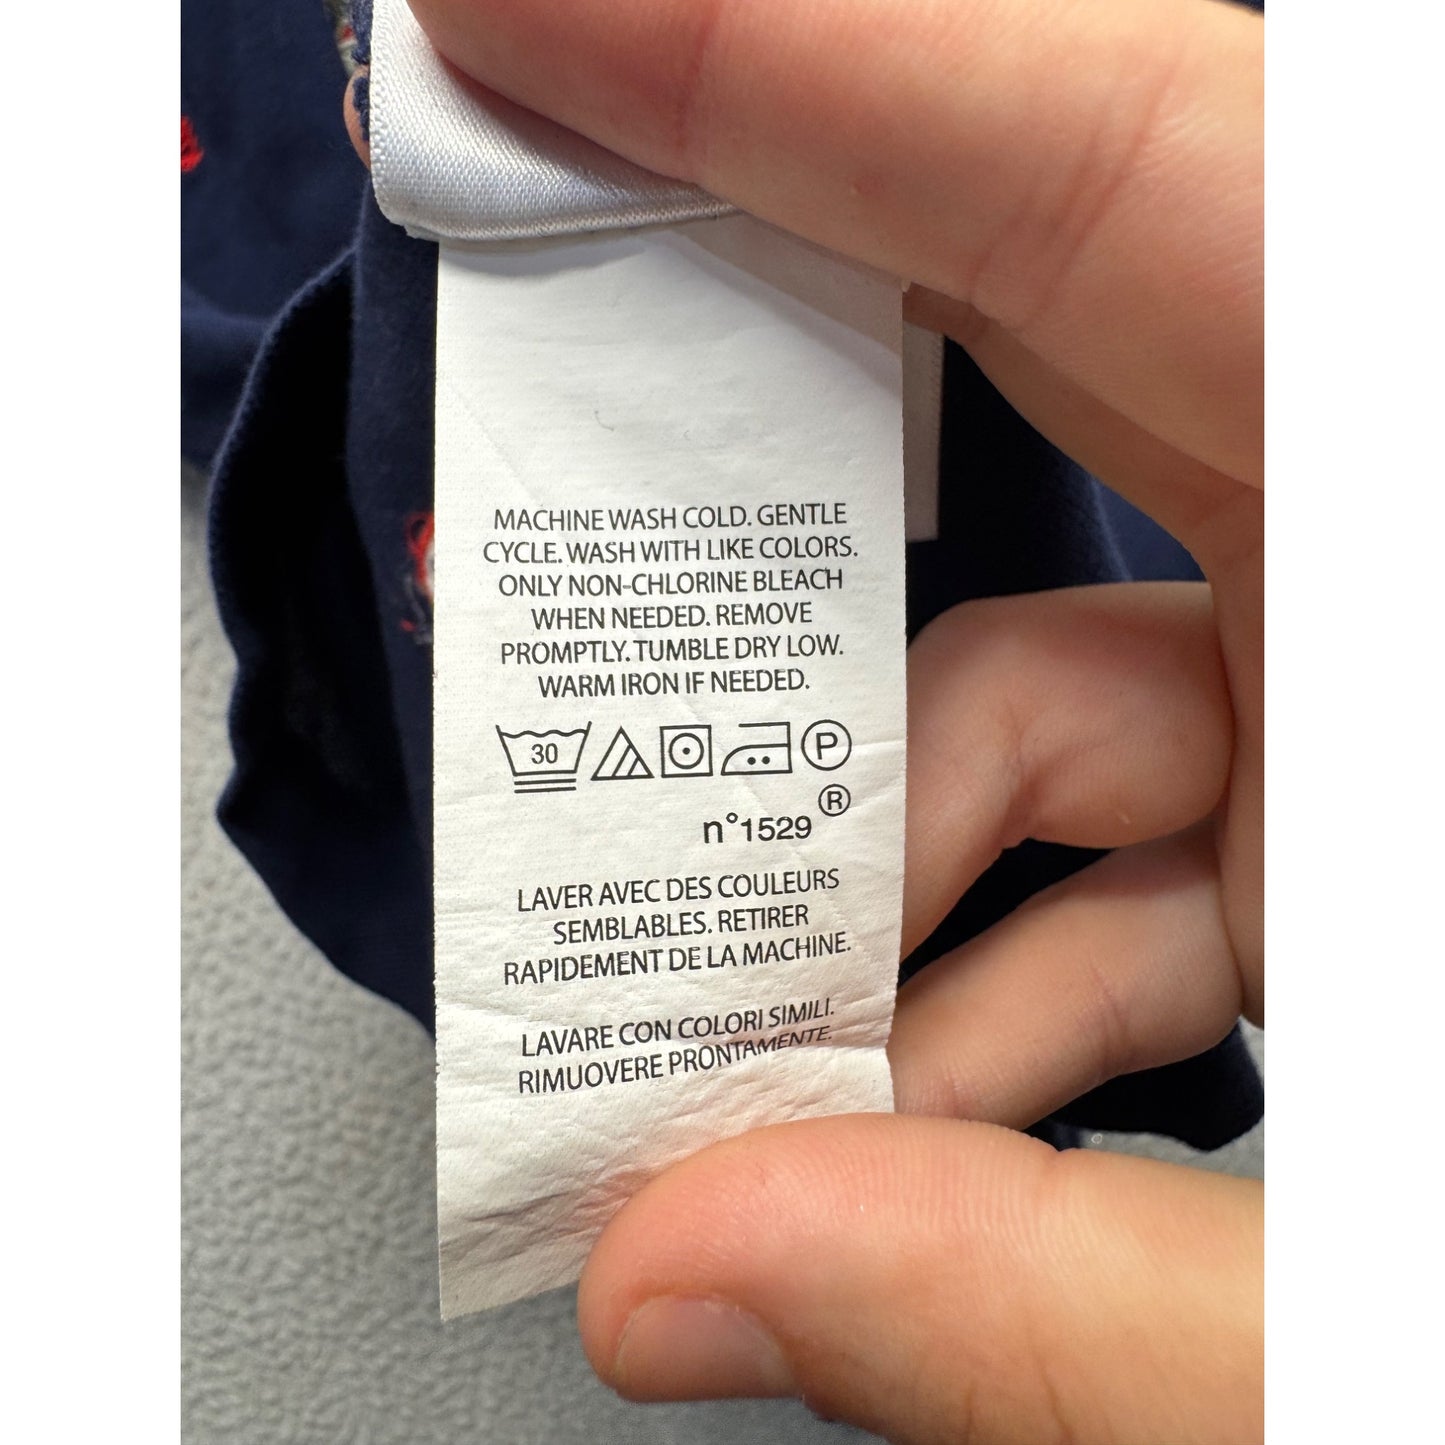 MACHINE WASH COLD. GENTLE
CYCLE. WASH WITH LIKE COLORS.
ONLY NON-CHLORINE BLEACH
WHEN NEEDED. REMOVE
PROMPTLY. TUMBLE DRY LOW.
WARM IRON IF NEEDED.
30 P
n°1529 ®
LAVER AVEC DES COULEURS
SEMBLABLES. RETIRER
RAPIDEMENT DE LA MACHINE.
LAVARE CON COLORI SIMILI.
RIMUOVERE PRONTAMENTE.